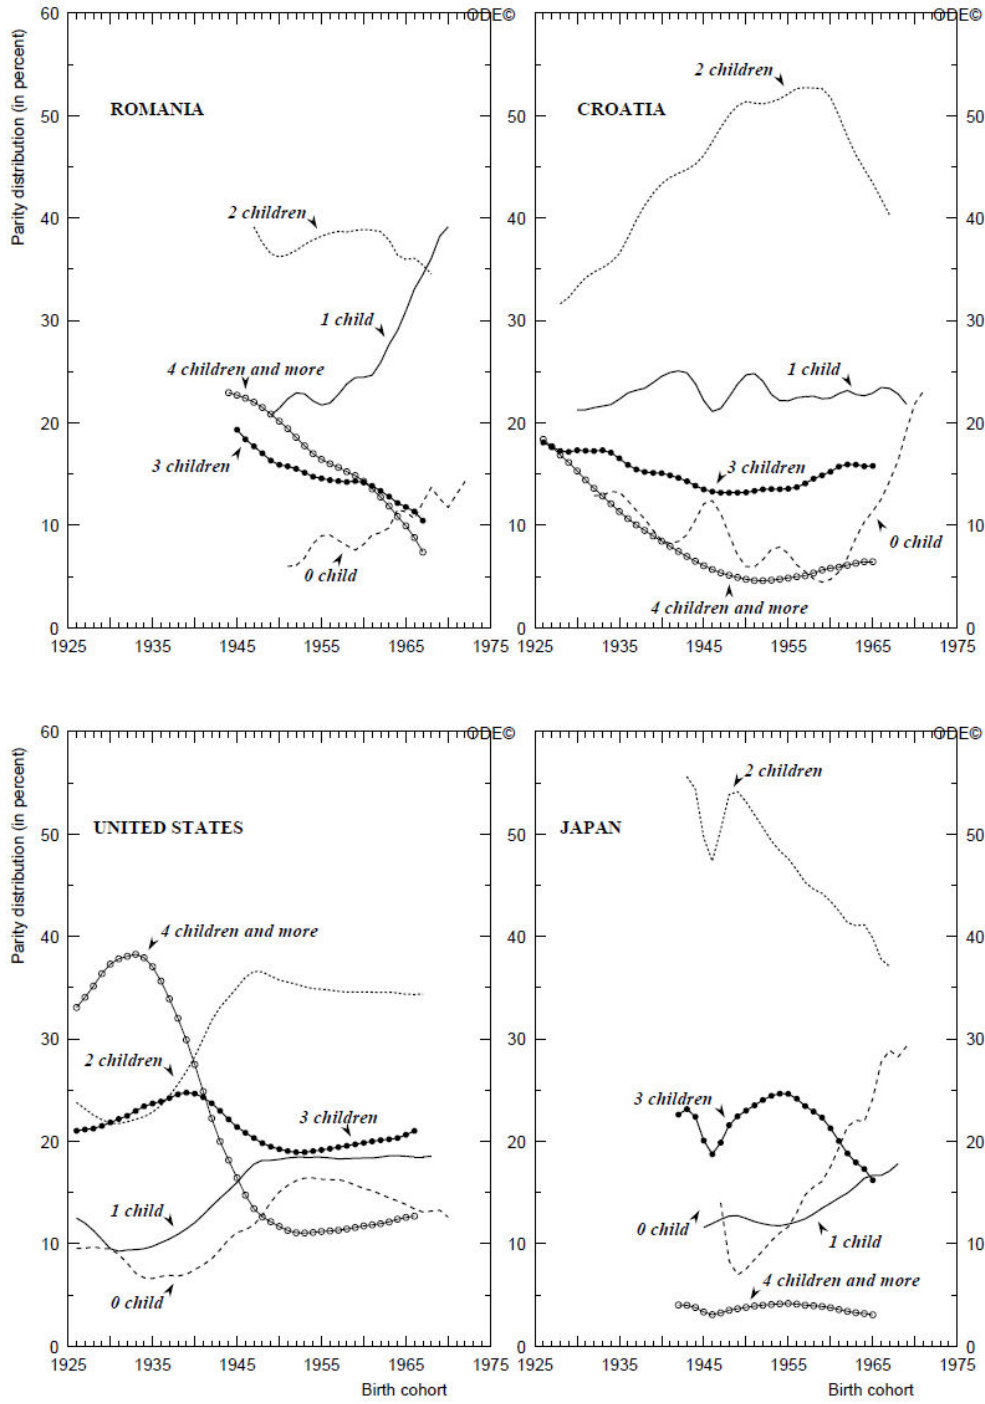 60
ODE©
ODE©
Parity distribution (in percent)
2 children
ROMANIA
CROATIA
50
50
40
2 children
40
30
1 child
30
4 children and more
1 child
20
3 children
3 children
20
10
0 child
0 child
10
4 children and more
0
0
1925
1935
1945
1955
1965
1975
1925
1935
1945
1955
1965
1975
60
ODE©
ODE©
Parity distribution (in percent)
2 children
UNITED STATES
JAPAN
50
50
40
4 children and more
40
30
30
2 children
3 children
3 children
20
20
1 child
0 child
1 child
10
0 child
4 children and more
10
0
0
1925
1935
1945
1955
1965
1975
1925
1935
1945
1955
1965
1975
Birth cohort
Birth cohort